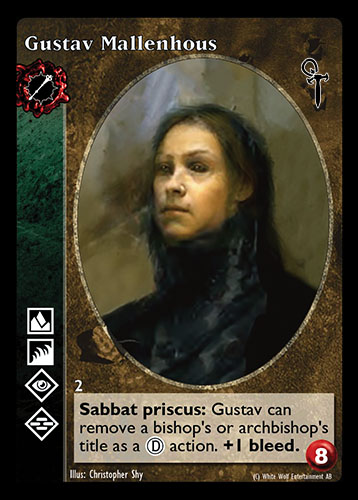 Gustav Mallenhous
2
Sabbat priscus: Gustav can
remove a bishop's or archbishop's
title as a Ⓓ action. +1 bleed.
8
Illus: Christopher Shy
(C) White Wolf Entertainment AB